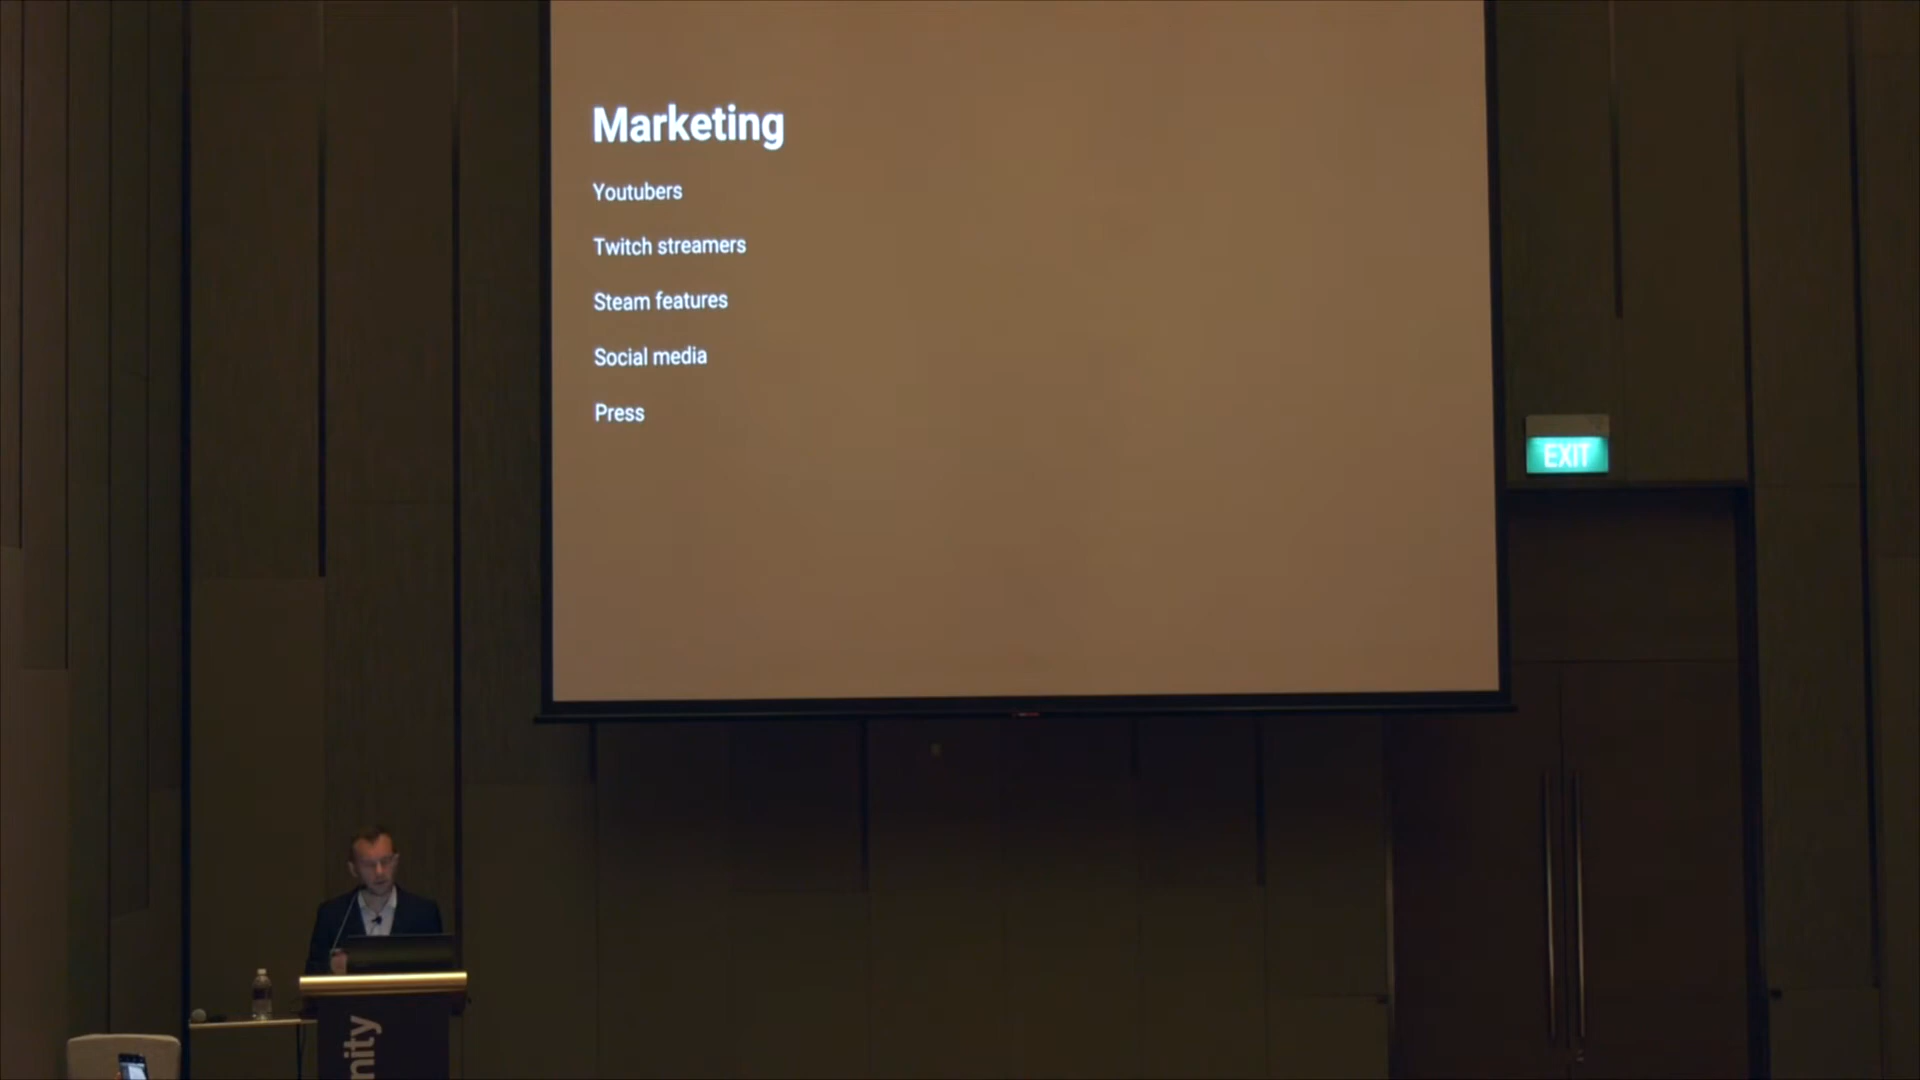 Marketing
Youtubers
Twitch streamers
Steam features
Social media
Press
EXIT
nity